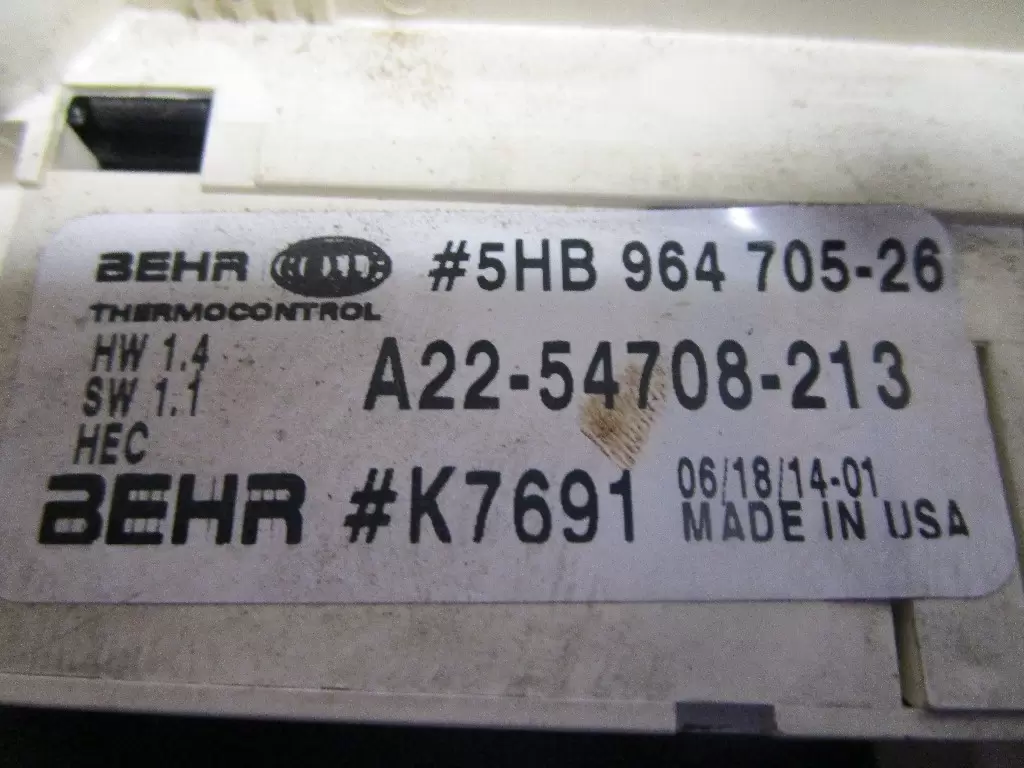 BEHR HELLA #5HB 964 705-26
THERMOCONTROL
HW 1.4 A22-54708-213
SW 1.1
HEC
BEHR #K7691 06/18/14-01
MADE IN USA